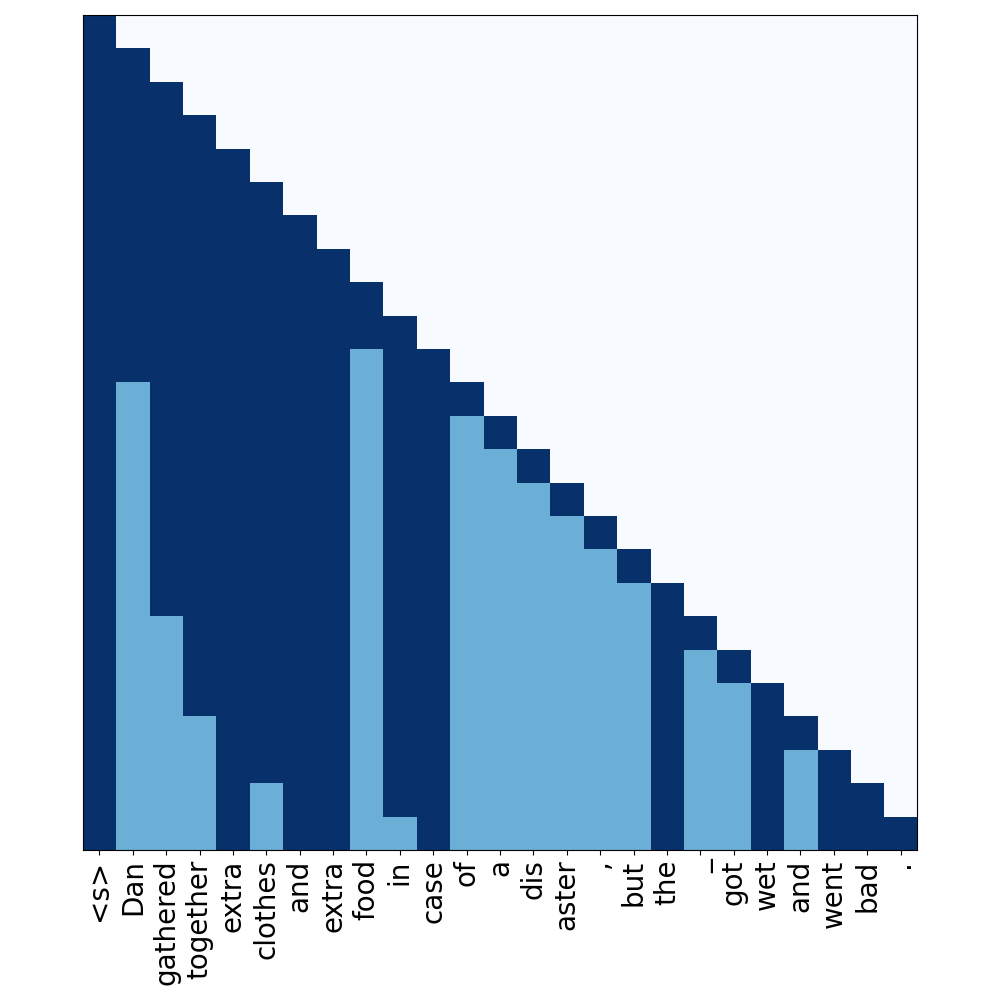 <s>
Dan
gathered
together
extra
clothes
and
extra
food
in
case
of
a
dis
aster
,
but
the
_
got
wet
and
went
bad
.